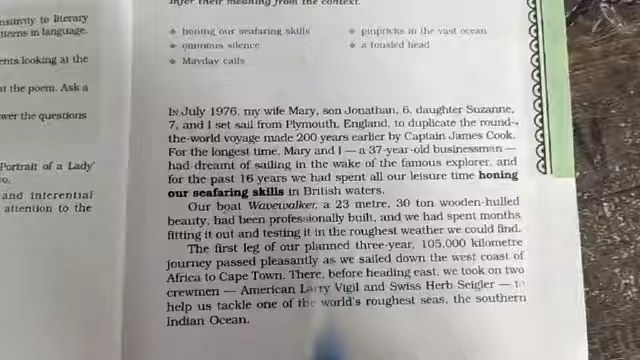 nsitivity to literary
tterns in language.
ents looking at the
at the poem. Ask a
wer the questions
Portrait of a Lady'
and inferential
attention to the
Infer their meaning from the context.
honing our seafaring skills
ominous silence
Mayday calls
pinpricks in the vast ocean
a tousled head
IN July 1976, my wife Mary, son Jonathan, 6, daughter Suzanne,
7, and I set sail from Plymouth, England, to duplicate the round-
the-world voyage made 200 years earlier by Captain James Cook.
For the longest time, Mary and I — a 37-year-old businessman —
had dreamt of sailing in the wake of the famous explorer, and
for the past 16 years we had spent all our leisure time honing
our seafaring skills in British waters.
Our boat Wavewalker, a 23 metre, 30 ton wooden-hulled
beauty, had been professionally built, and we had spent months
fitting it out and testing it in the roughest weather we could find.
The first leg of our planned three-year, 105,000 kilometre
journey passed pleasantly as we sailed down the west coast of
Africa to Cape Town. There, before heading east, we took on two
crewmen — American Larry Vigil and Swiss Herb Seigler — to
help us tackle one of the world's roughest seas, the southern
Indian Ocean.